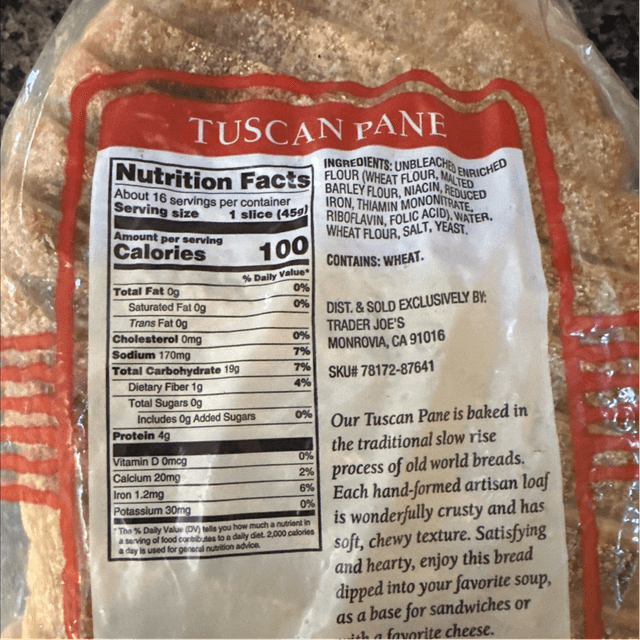 TUSCAN PANE
Nutrition Facts
About 16 servings per container
Serving size 1 slice (45g)
Amount per serving
Calories 100
% Daily Value*
Total Fat 0g 0%
Saturated Fat 0g 0%
Trans Fat 0g
Cholesterol 0mg 0%
Sodium 170mg 7%
Total Carbohydrate 19g 7%
Dietary Fiber 1g 4%
Total Sugars 0g
Includes 0g Added Sugars 0%
Protein 4g
Vitamin D 0mcg 0%
Calcium 20mg 2%
Iron 1.2mg 6%
Potassium 30mg 0%
*The % Daily Value (DV) tells you how much a nutrient in
a serving of food contributes to a daily diet. 2,000 calories
a day is used for general nutrition advice.
INGREDIENTS: UNBLEACHED ENRICHED
FLOUR (WHEAT FLOUR, MALTED
BARLEY FLOUR, NIACIN, REDUCED
IRON, THIAMIN MONONITRATE,
RIBOFLAVIN, FOLIC ACID), WATER,
WHEAT FLOUR, SALT, YEAST.
CONTAINS: WHEAT.
DIST. & SOLD EXCLUSIVELY BY:
TRADER JOE'S
MONROVIA, CA 91016
SKU# 78172-87641
Our Tuscan Pane is baked in
the traditional slow rise
process of old world breads.
Each hand-formed artisan loaf
is wonderfully crusty and has
soft, chewy texture. Satisfying
and hearty, enjoy this bread
dipped into your favorite soup,
as a base for sandwiches or
with a favorite cheese.